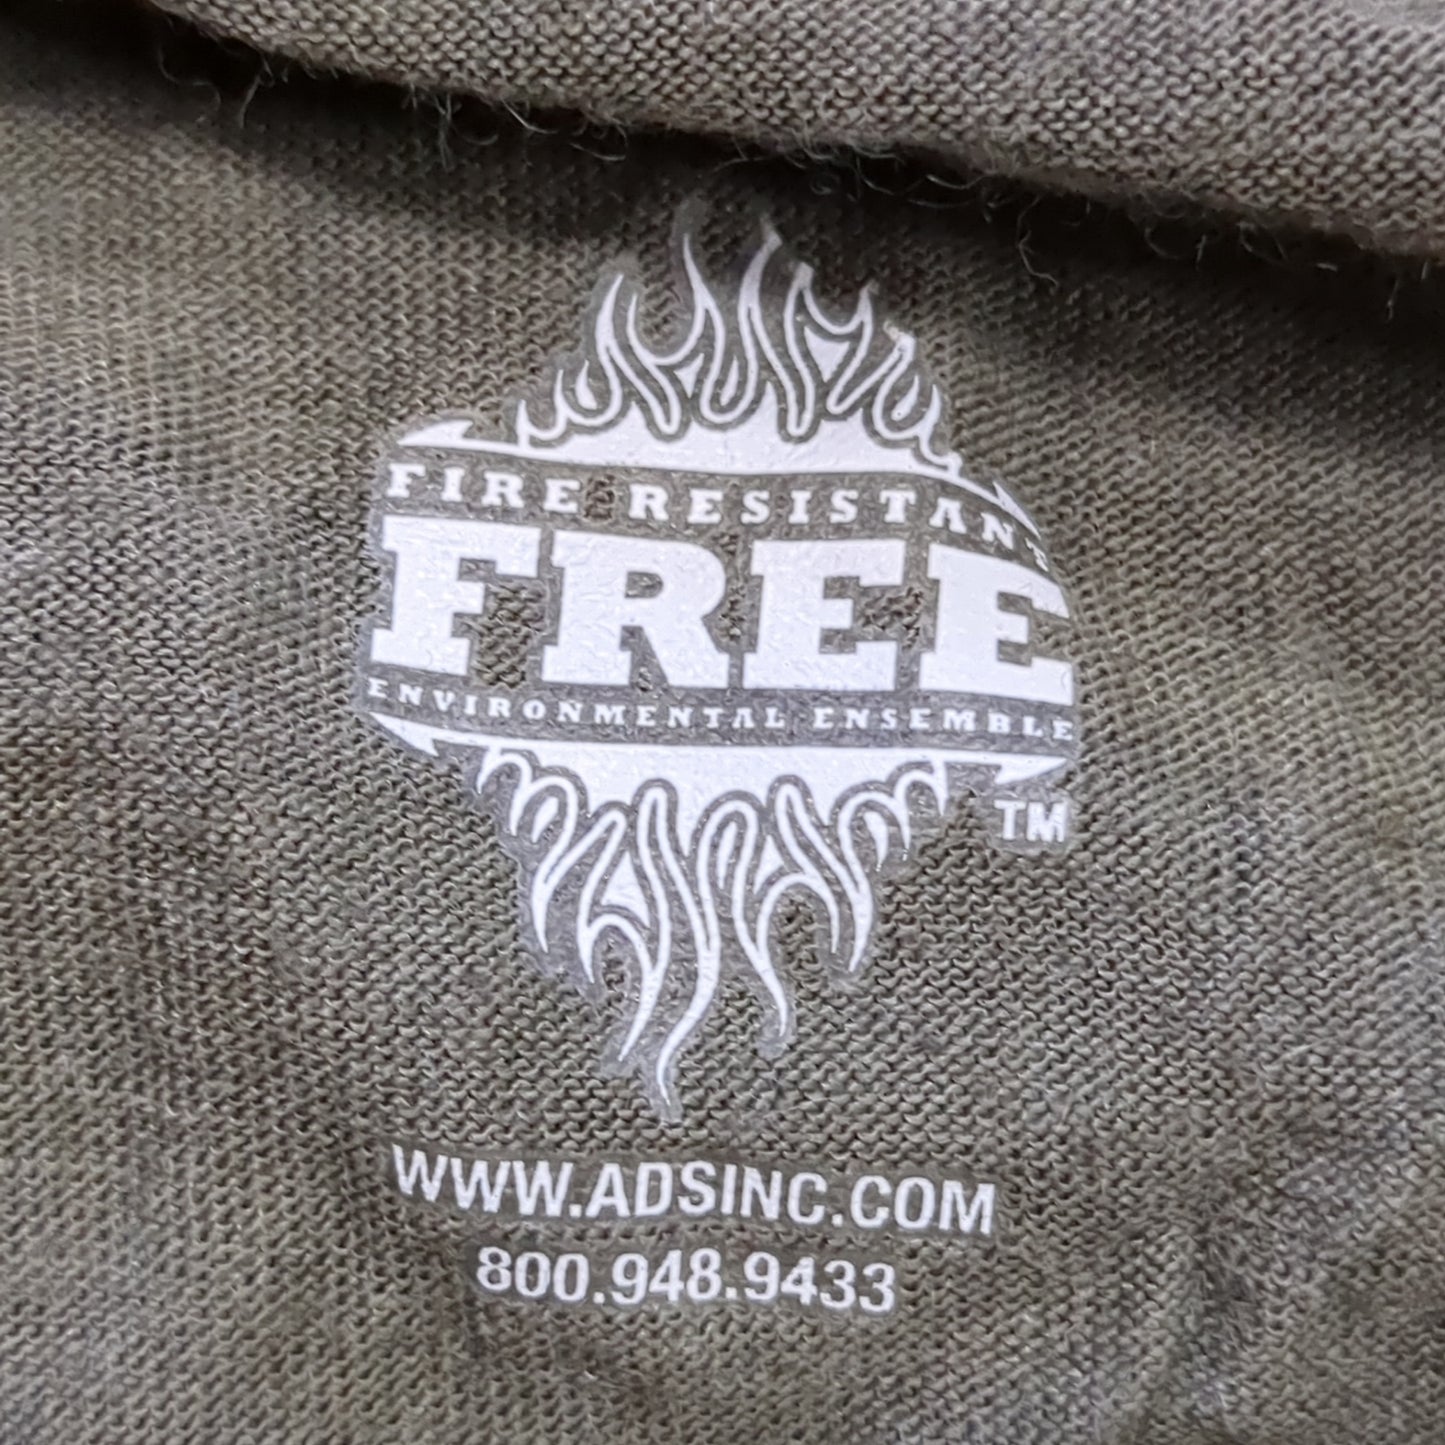 FIRE RESISTANT
FREE
ENVIRONMENTAL ENSEMBLE
TM
WWW.ADSINC.COM
800.948.9433